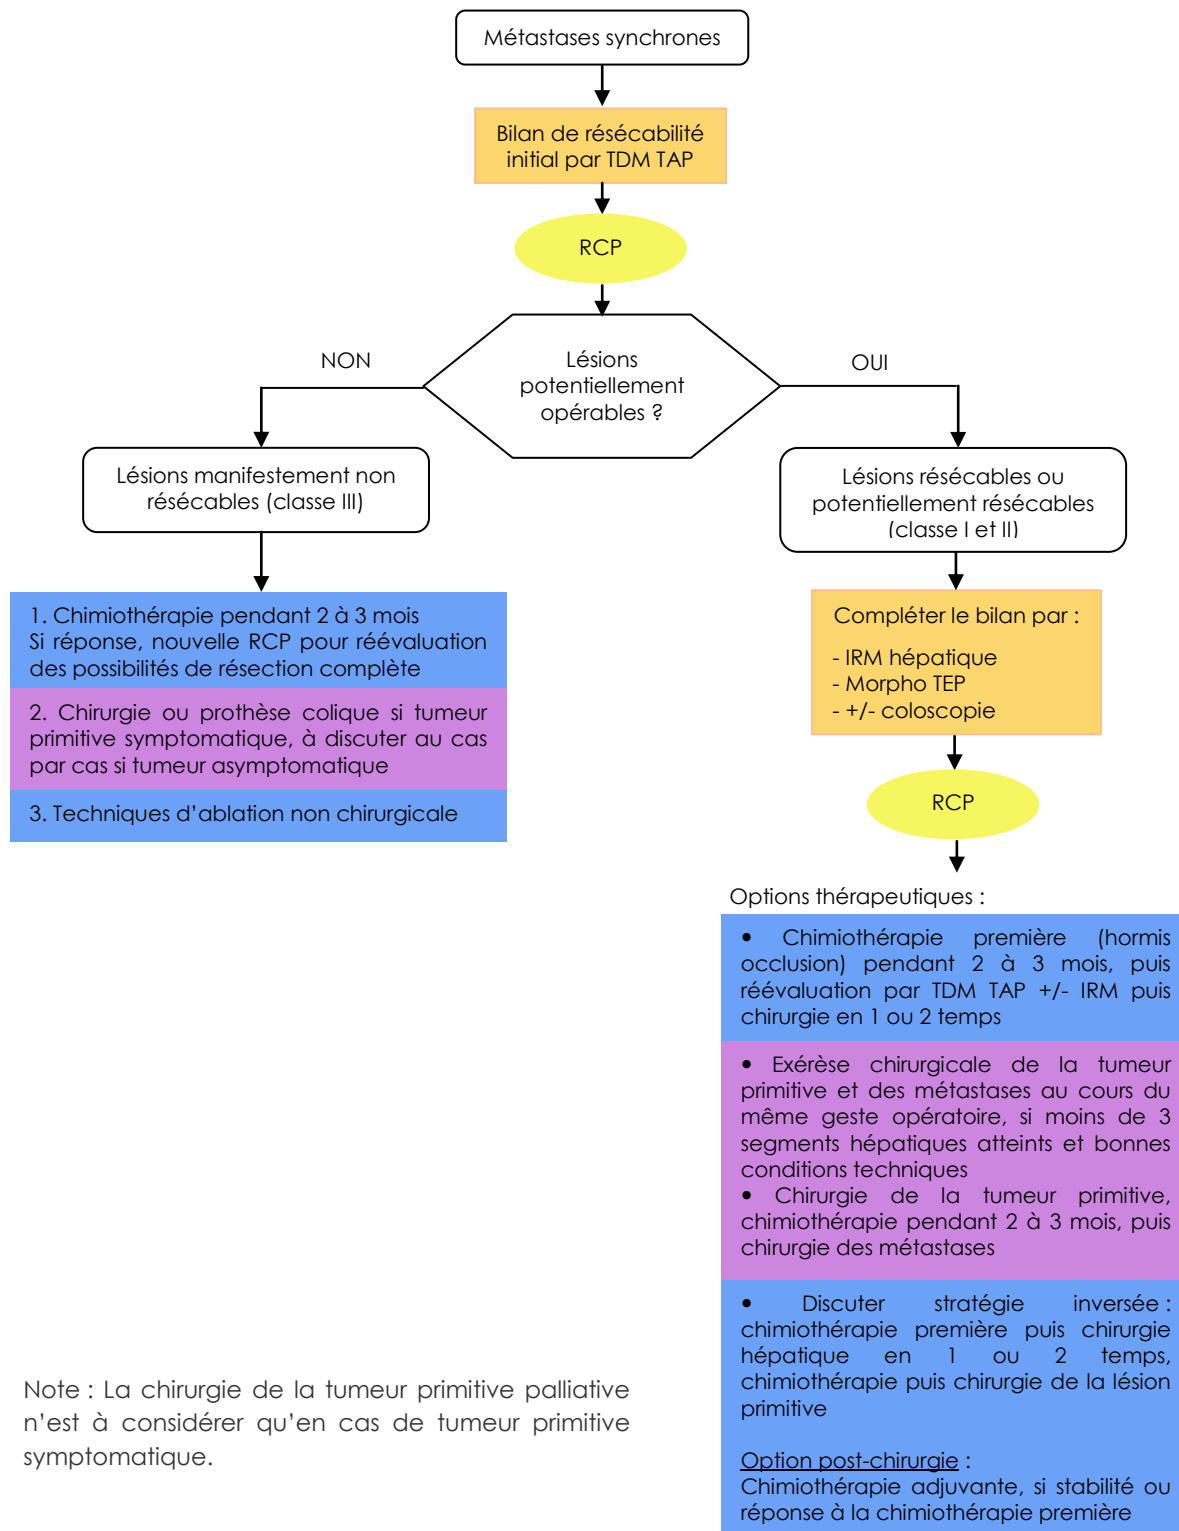 Métastases synchrones
Bilan de résécabilité
initial par TDM TAP
RCP
Lésions
potentiellement
opérables ?
NON
OUI
Lésions manifestement non
résécables (classe III)
Lésions résécables ou
potentiellement résécables
(classe I et II)
1. Chimiothérapie pendant 2 à 3 mois
Si réponse, nouvelle RCP pour réévaluation
des possibilités de résection complète
2. Chirurgie ou prothèse colique si tumeur
primitive symptomatique, à discuter au cas
par cas si tumeur asymptomatique
3. Techniques d'ablation non chirurgicale
Compléter le bilan par :
- IRM hépatique
- Morpho TEP
- +/- coloscopie
RCP
Options thérapeutiques :
• Chimiothérapie première (hormis
occlusion) pendant 2 à 3 mois, puis
réévaluation par TDM TAP +/- IRM puis
chirurgie en 1 ou 2 temps
• Exérèse chirurgicale de la tumeur
primitive et des métastases au cours du
même geste opératoire, si moins de 3
segments hépatiques atteints et bonnes
conditions techniques
• Chirurgie de la tumeur primitive,
chimiothérapie pendant 2 à 3 mois, puis
chirurgie des métastases
• Discuter stratégie inversée :
chimiothérapie première puis chirurgie
hépatique en 1 ou 2 temps,
chimiothérapie puis chirurgie de la lésion
primitive
Option post-chirurgie :
Chimiothérapie adjuvante, si stabilité ou
réponse à la chimiothérapie première
Note : La chirurgie de la tumeur primitive palliative
n'est à considérer qu'en cas de tumeur primitive
symptomatique.